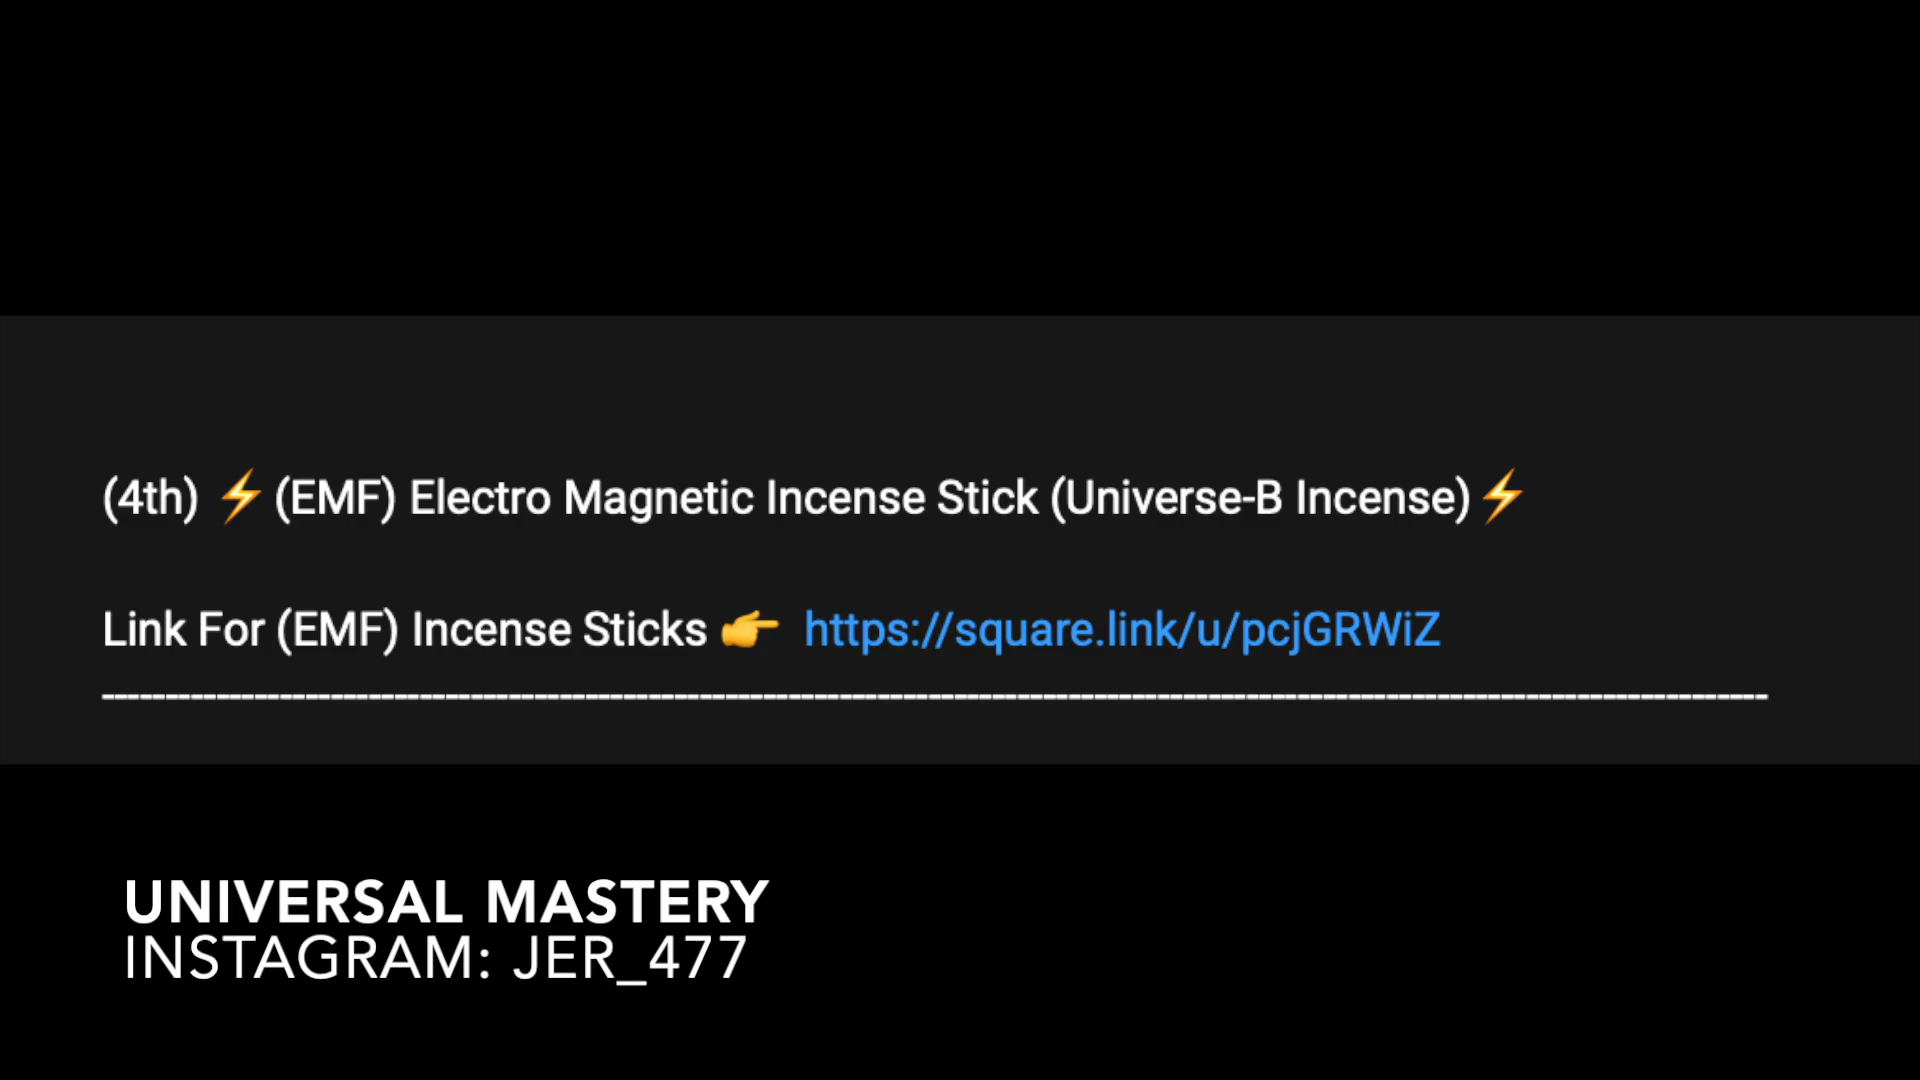 (4th) ⚡(EMF) Electro Magnetic Incense Stick (Universe-B Incense)⚡
Link For (EMF) Incense Sticks 👉 https://square.link/u/pcjGRWiZ
-----------------------------------------------------------------------------------------------------------------------------------
UNIVERSAL MASTERY
INSTAGRAM: JER_477